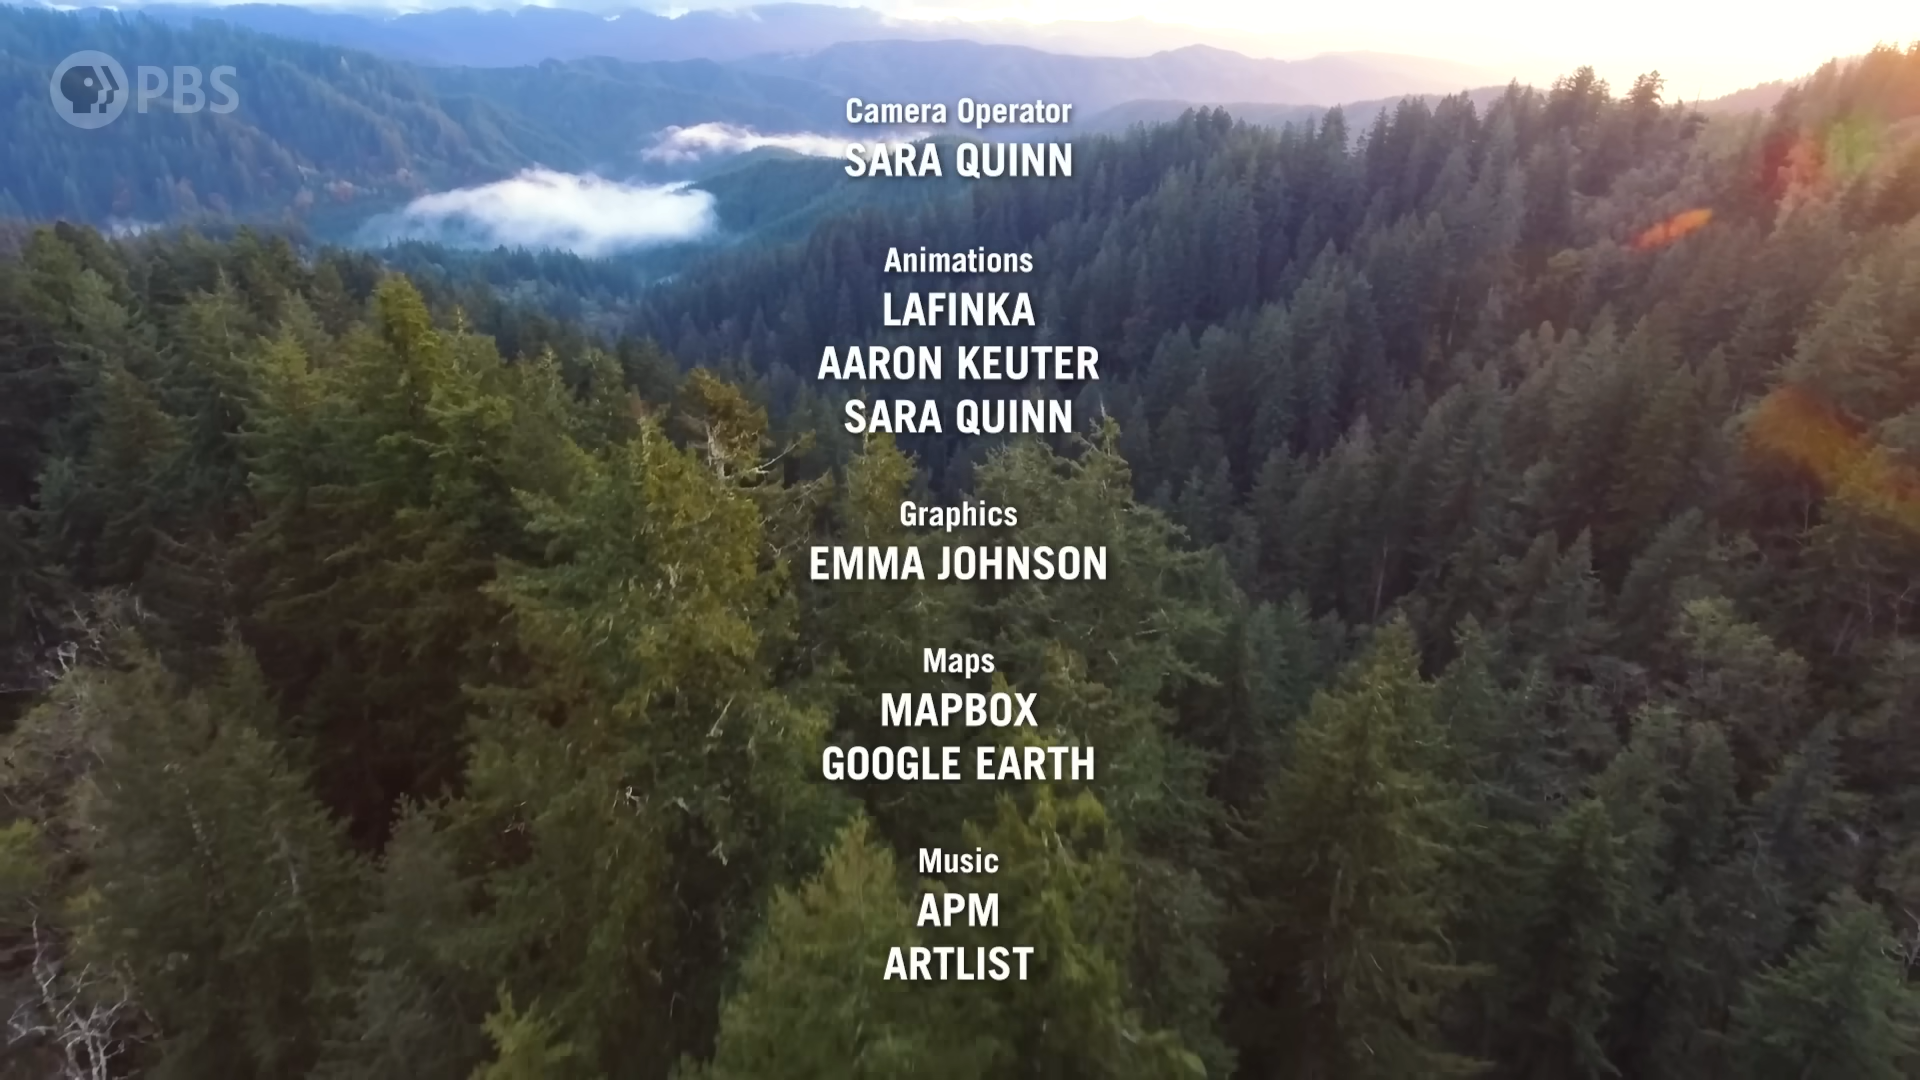 PBS
Camera Operator
SARA QUINN
Animations
LAFINKA
AARON KEUTER
SARA QUINN
Graphics
EMMA JOHNSON
Maps
MAPBOX
GOOGLE EARTH
Music
APM
ARTLIST